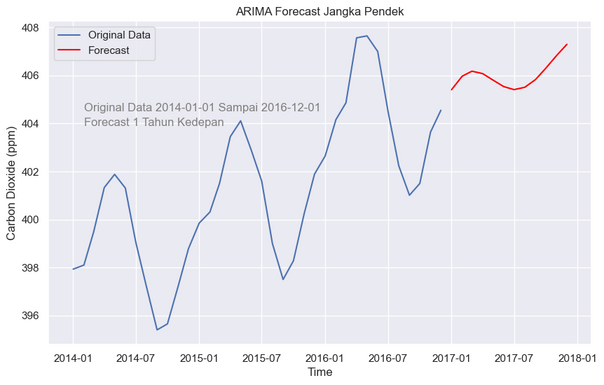 ARIMA Forecast Jangka Pendek
408
406
404
402
400
398
396
Carbon Dioxide (ppm)
Original Data
Forecast
Original Data 2014-01-01 Sampai 2016-12-01
Forecast 1 Tahun Kedepan
2014-01 2014-07 2015-01 2015-07 2016-01 2016-07 2017-01 2017-07 2018-01
Time